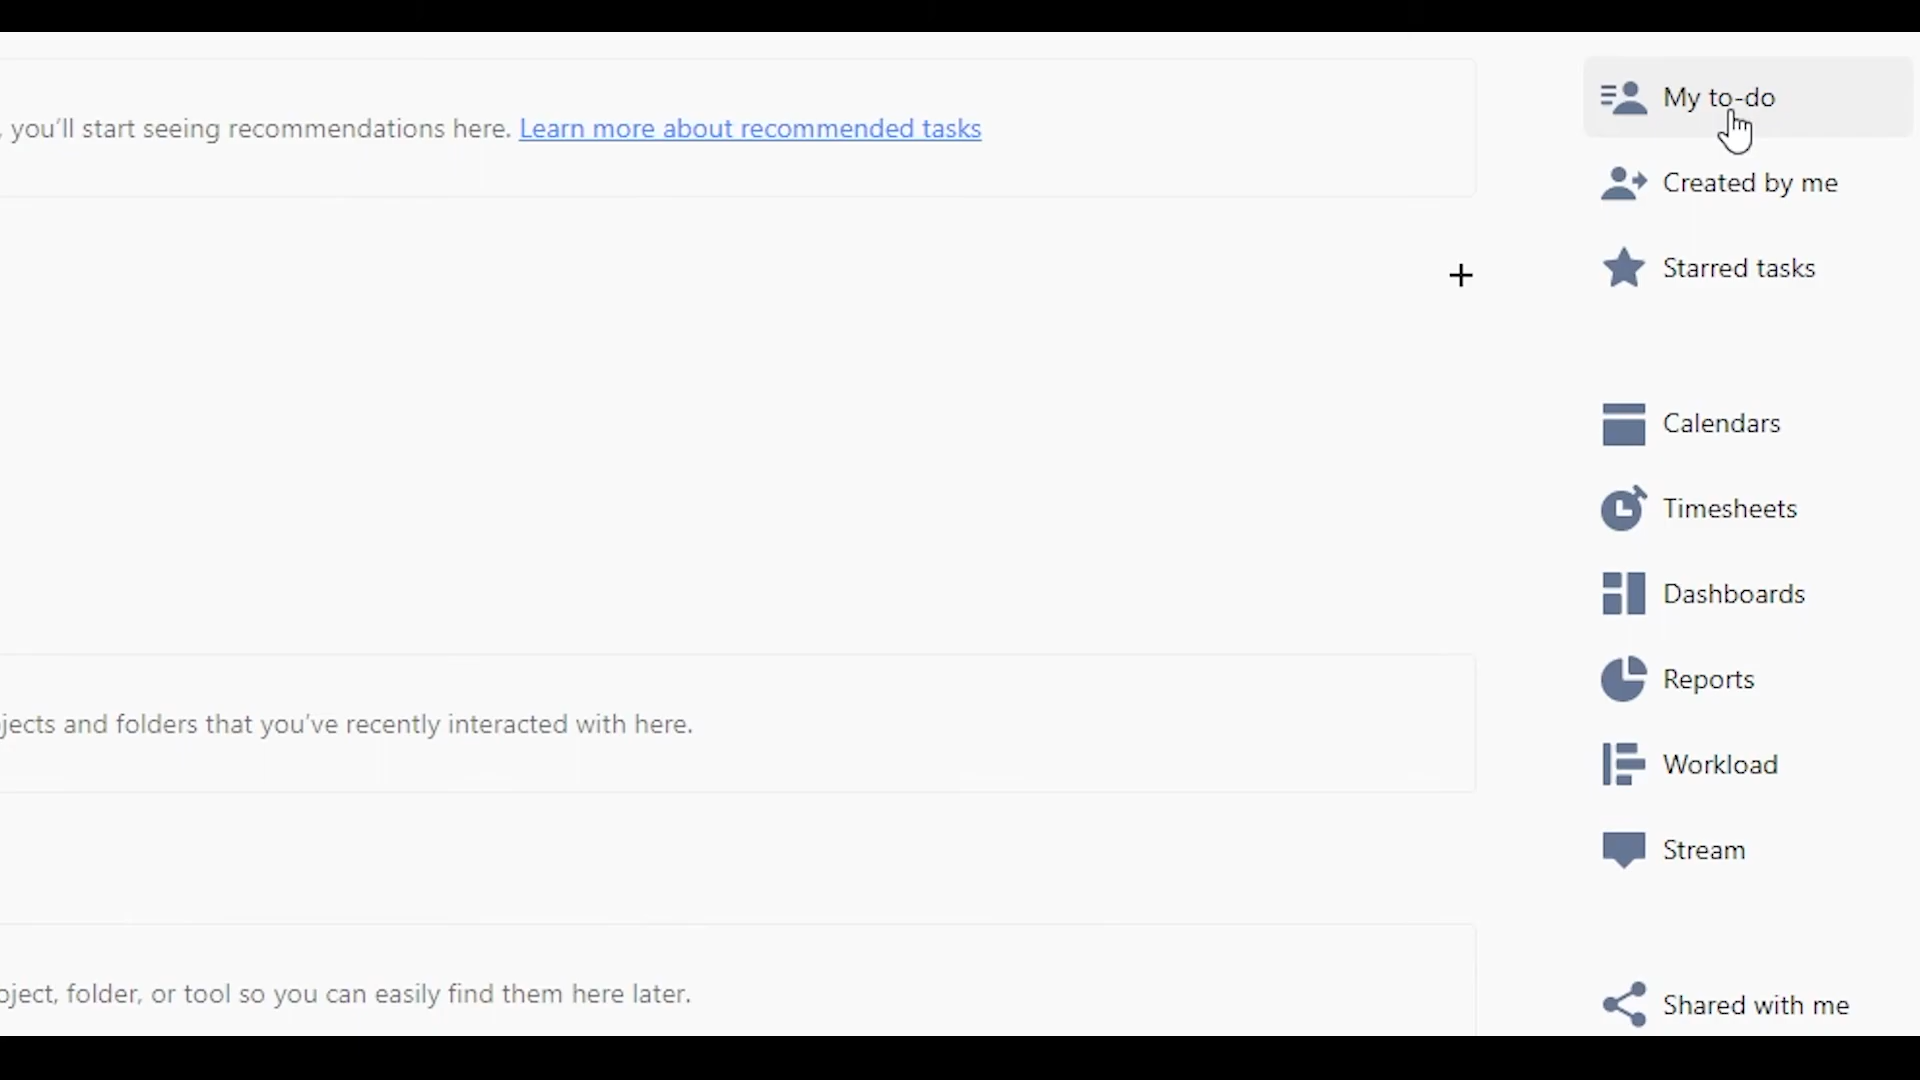 , you'll start seeing recommendations here. Learn more about recommended tasks
and folders that you've recently interacted with here.
folder, or tool so you can easily find them here later.
My to-do
Created by me
Starred tasks
Calendars
Timesheets
Dashboards
Reports
Workload
Stream
Shared with me